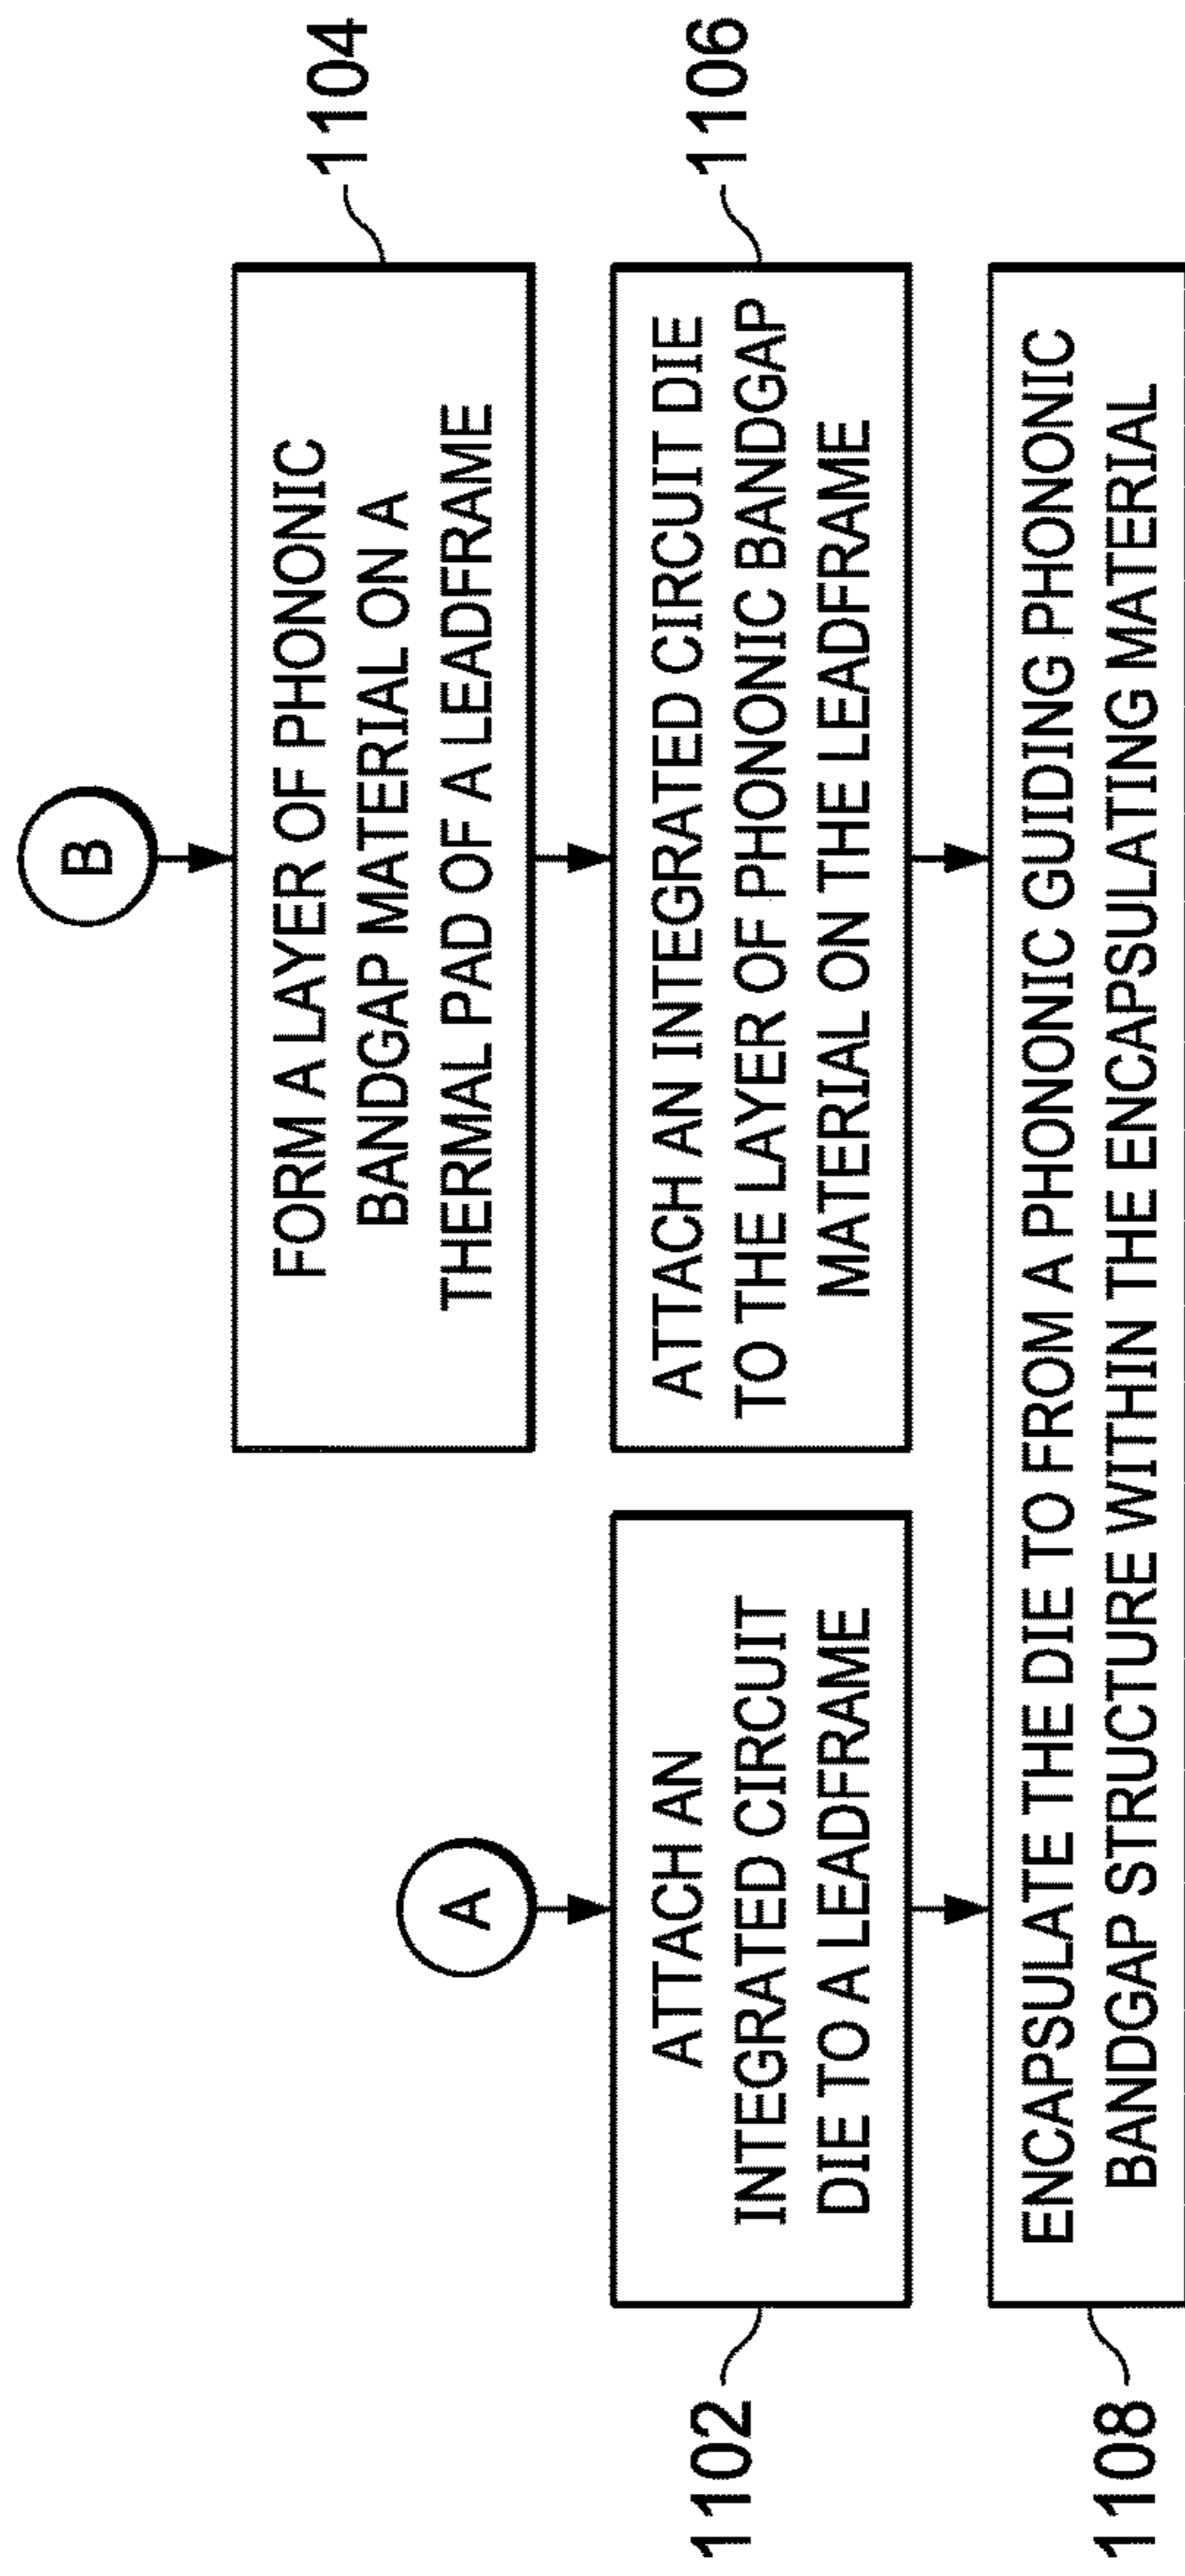 B
FORM A LAYER OF PHONONIC
BANDGAP MATERIAL ON A
THERMAL PAD OF A LEADFRAME
1104
A
ATTACH AN
INTEGRATED CIRCUIT
DIE TO A LEADFRAME
1102
ATTACH AN INTEGRATED CIRCUIT DIE
TO THE LAYER OF PHONONIC BANDGAP
MATERIAL ON THE LEADFRAME
1106
ENCAPSULATE THE DIE TO FROM A PHONONIC GUIDING PHONONIC
BANDGAP STRUCTURE WITHIN THE ENCAPSULATING MATERIAL
1108